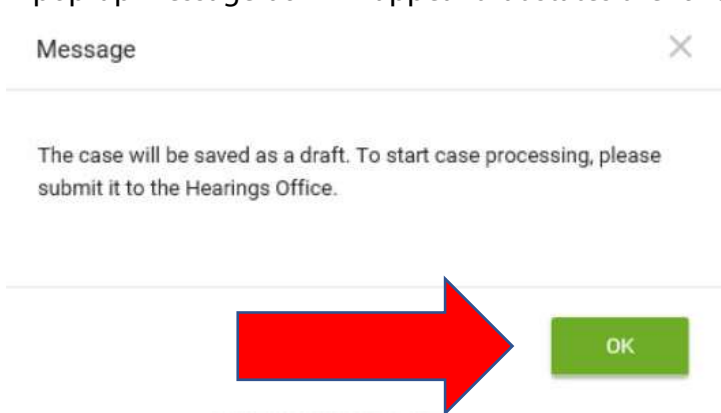 Message
The case will be saved as a draft. To start case processing, please
submit it to the Hearings Office.
OK